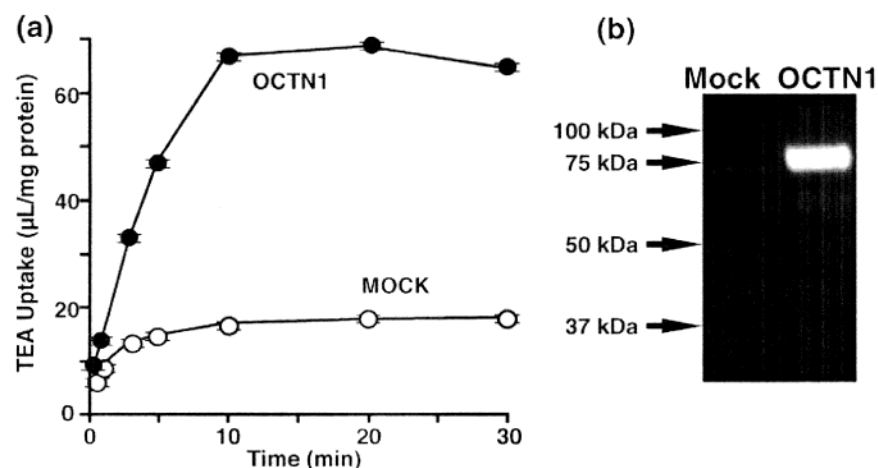 (a)
TEA Uptake (µL/mg protein)
60
40
20
0
OCTN1
MOCK
0 10 20 30
Time (min)
(b)
Mock OCTN1
100 kDa
75 kDa
50 kDa
37 kDa